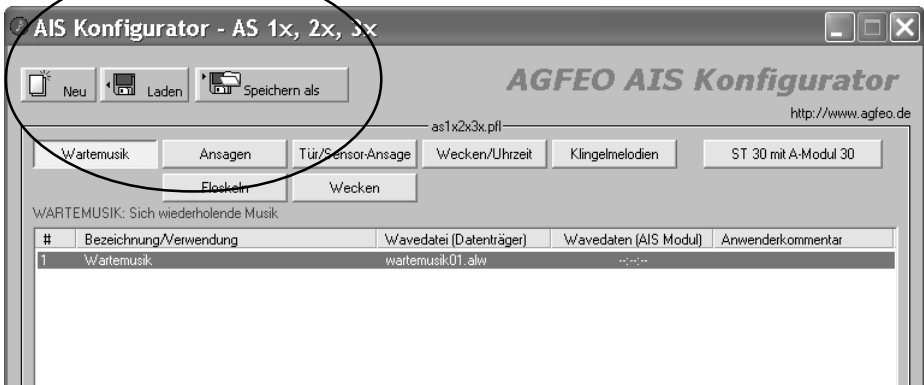 AIS Konfigurator - AS 1x, 2x, 3x
Neu Laden Speichern als
AGFEO AIS Konfigurator
http://www.agfeo.de
as1x2x3x.pfl
Wartemusik Ansagen Tür/Sensor-Ansage Wecken/Uhrzeit Klingelmelodien ST 30 mit A-Modul 30
Floskeln Wecken
WARTEMUSIK: Sich wiederholende Musik
# Bezeichnung/Verwendung Wavedatei (Datenträger) Wavedaten (AIS Modul) Anwenderkommentar
1 Wartemusik wartemusik01.alw --:--:--